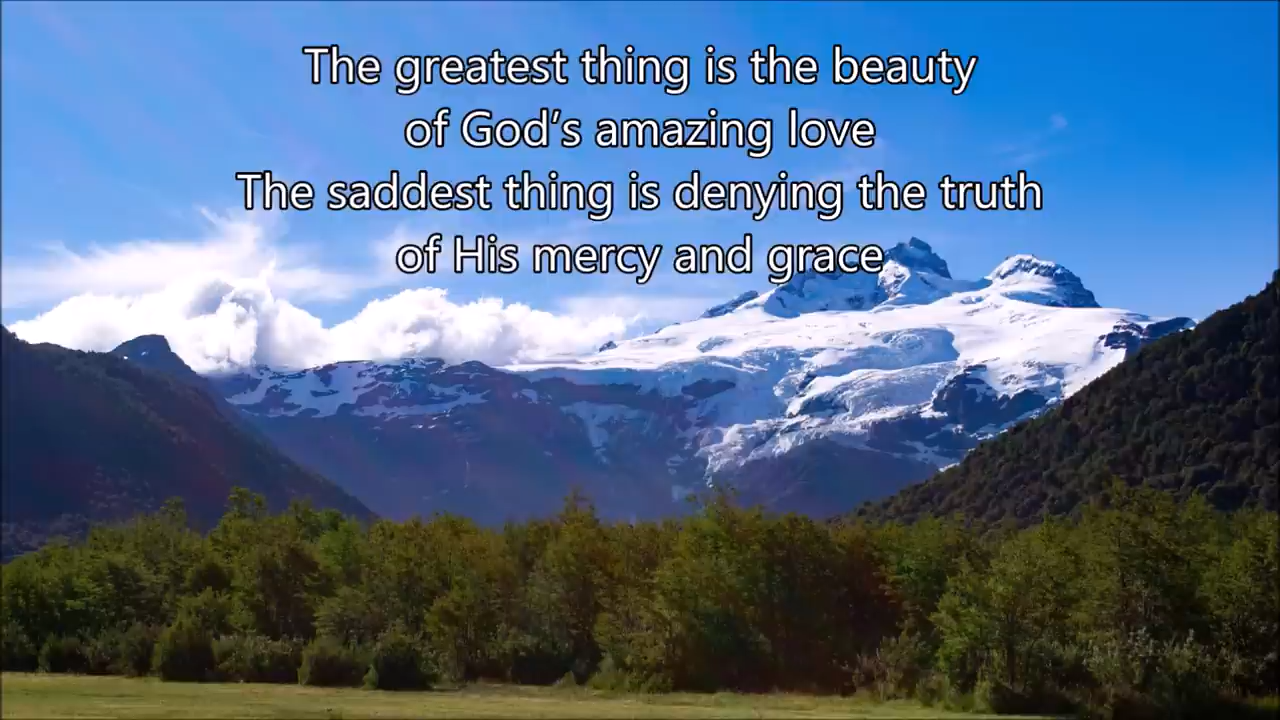 The greatest thing is the beauty
of God’s amazing love
The saddest thing is denying the truth
of His mercy and grace